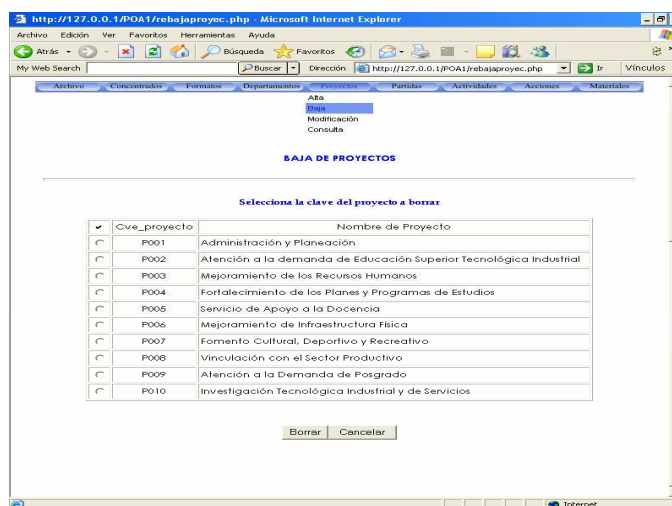 http://127.0.0.1/POA1/rebajaproyec.php - Microsoft Internet Explorer
Archivo Edición Ver Favoritos Herramientas Ayuda
Atrás Búsqueda Favoritos
My Web Search Buscar Dirección http://127.0.0.1/POA1/rebajaproyec.php Ir Vínculos
Archivo Concentrados Formatos Departamentos Proyectos Partidas Actividades Acciones Materiales
Alta
Baja
Modificación
Consulta
BAJA DE PROYECTOS
Selecciona la clave del proyecto a borrar
Cve_proyecto Nombre de Proyecto
P001 Administración y Planeación
P002 Atención a la demanda de Educación Superior Tecnológica Industrial
P003 Mejoramiento de los Recursos Humanos
P004 Fortalecimiento de los Planes y Programas de Estudios
P005 Servicio de Apoyo a la Docencia
P006 Mejoramiento de Infraestructura Física
P007 Fomento Cultural, Deportivo y Recreativo
P008 Vinculación con el Sector Productivo
P009 Atención a la Demanda de Posgrado
P010 Investigación Tecnológica Industrial y de Servicios
Borrar Cancelar
Internet